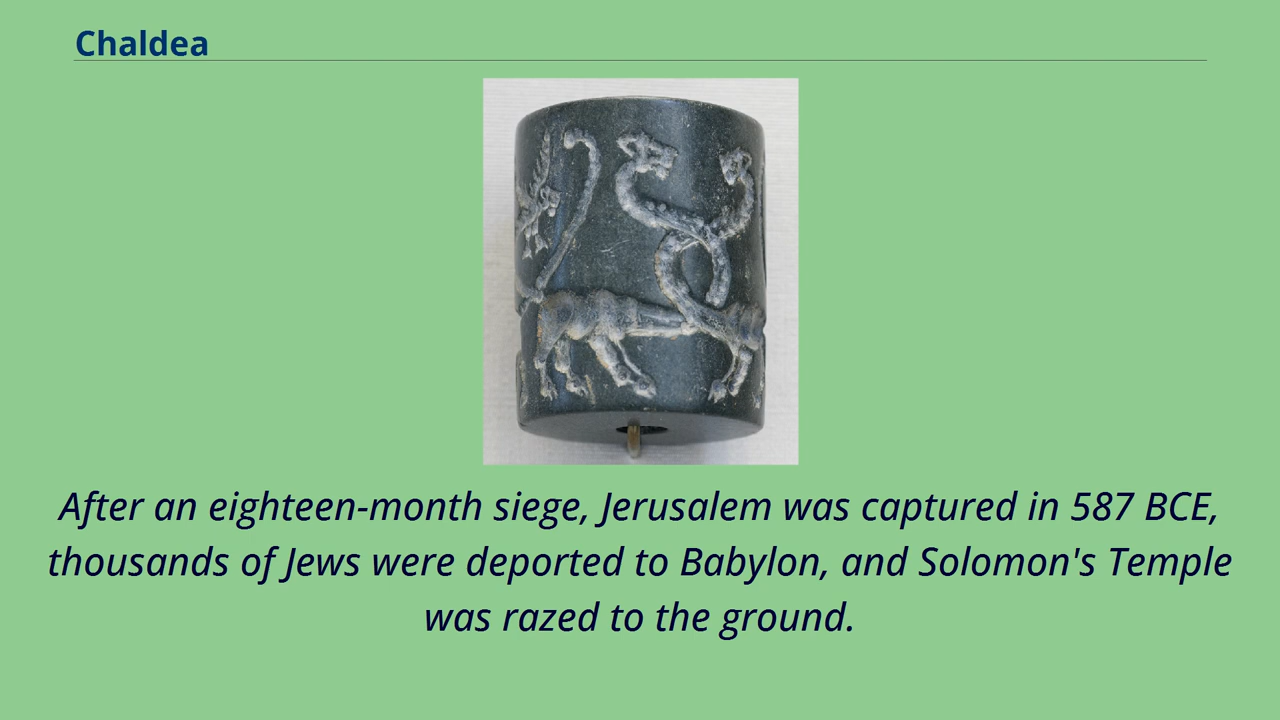 Chaldea
After an eighteen-month siege, Jerusalem was captured in 587 BCE,
thousands of Jews were deported to Babylon, and Solomon's Temple
was razed to the ground.